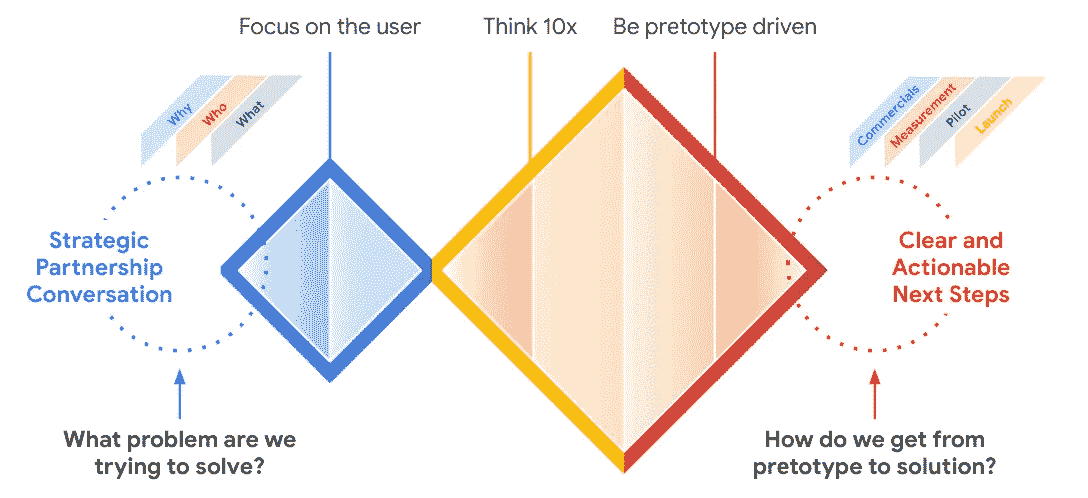 Focus on the user
Think 10x
Be pretotype driven
Why
Who
What
Commercials
Measurement
Pilot
Launch
Strategic
Partnership
Conversation
Clear and
Actionable
Next Steps
What problem are we
trying to solve?
How do we get from
pretotype to solution?